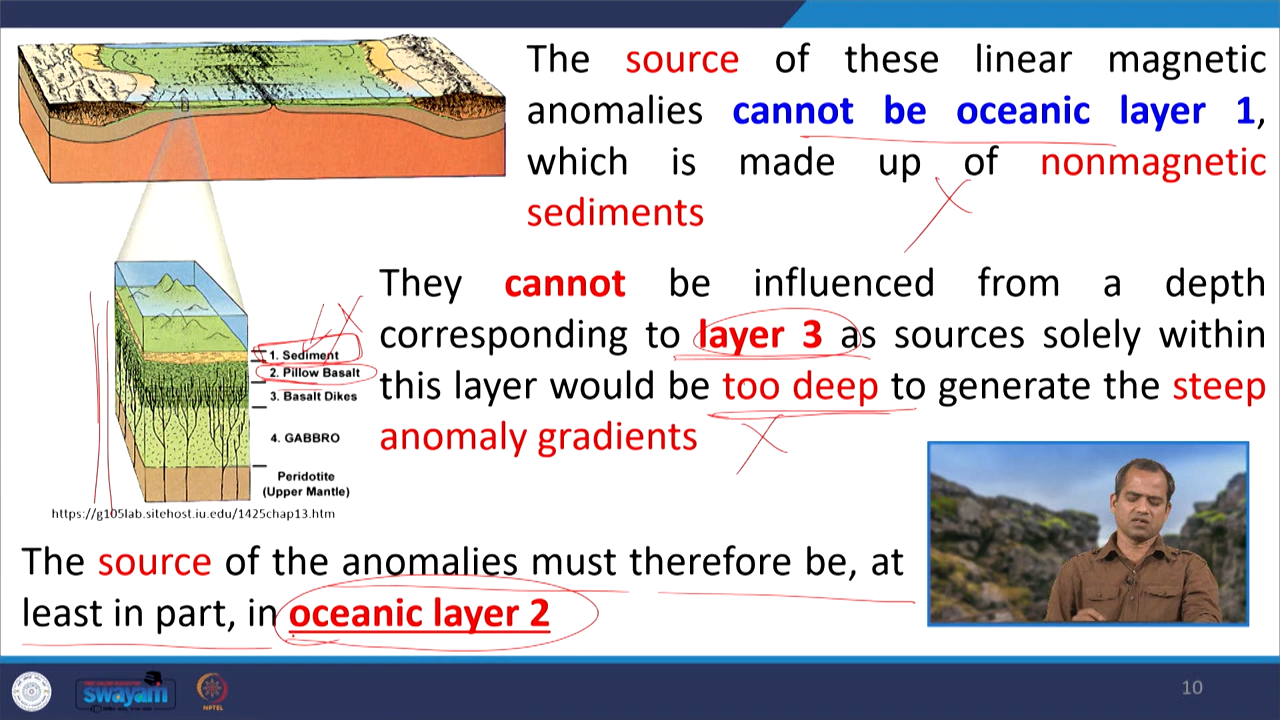 The source of these linear magnetic
anomalies cannot be oceanic layer 1,
which is made up of nonmagnetic
sediments
They cannot be influenced from a depth
corresponding to layer 3 as sources solely within
this layer would be too deep to generate the steep
anomaly gradients
1. Sediment
2. Pillow Basalt
3. Basalt Dikes
4. GABBRO
Peridotite
(Upper Mantle)
https://g105lab.sitehost.iu.edu/1425chap13.htm
The source of the anomalies must therefore be, at
least in part, in oceanic layer 2
swayam
NPTEL
10